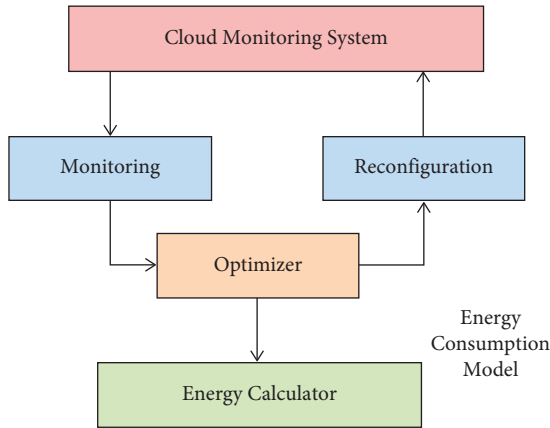 Cloud Monitoring System
Monitoring
Reconfiguration
Optimizer
Energy
Consumption
Model
Energy Calculator